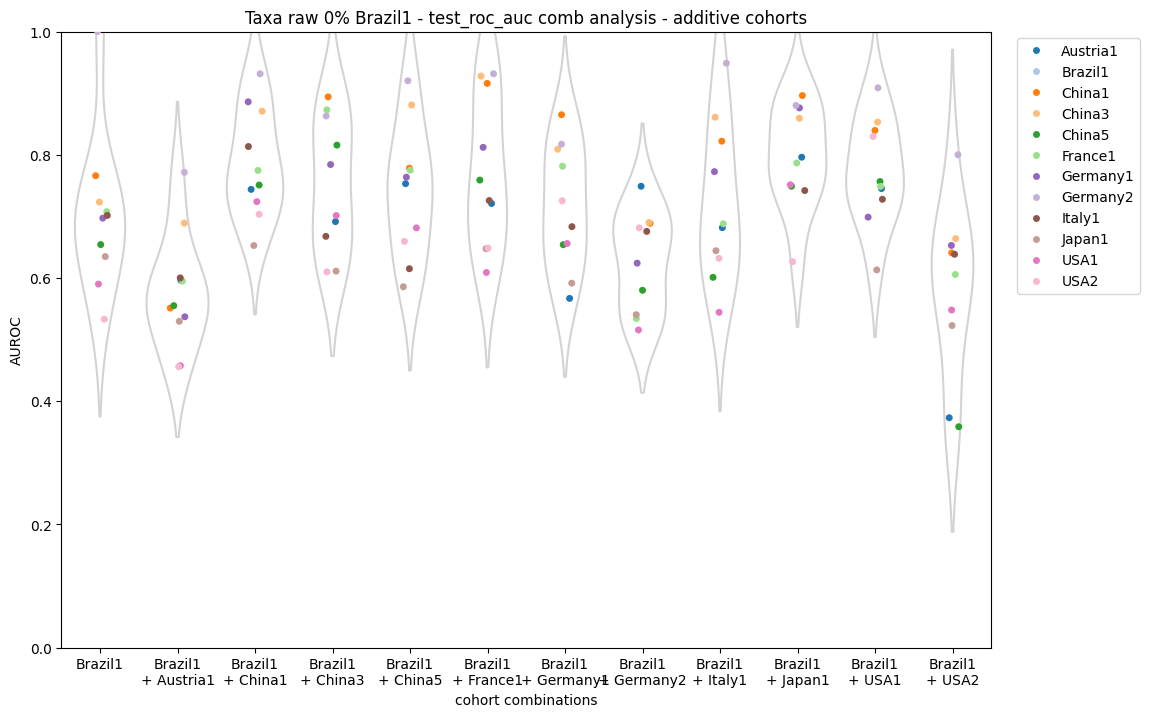 Taxa raw 0% Brazil1 - test_roc_auc comb analysis - additive cohorts
1.0
0.8
0.6
0.4
0.2
0.0
AUROC
Brazil1
Brazil1
+ Austria1
Brazil1
+ China1
Brazil1
+ China3
Brazil1
+ China5
Brazil1
+ France1
Brazil1
+ Germany1
Brazil1
+ Germany2
Brazil1
+ Italy1
Brazil1
+ Japan1
Brazil1
+ USA1
Brazil1
+ USA2
cohort combinations
Austria1
Brazil1
China1
China3
China5
France1
Germany1
Germany2
Italy1
Japan1
USA1
USA2